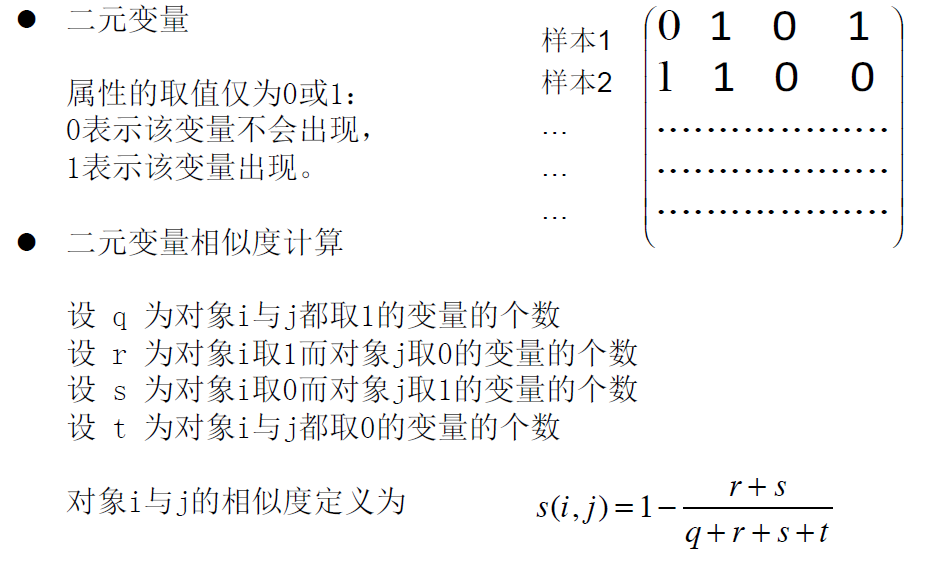 ● 二元变量
属性的取值仅为0或1：
0表示该变量不会出现，
1表示该变量出现。
样本1 0 1 0 1
样本2 1 1 0 0
… ………………
… ………………
… ………………
● 二元变量相似度计算
设 q 为对象i与j都取1的变量的个数
设 r 为对象i取1而对象j取0的变量的个数
设 s 为对象i取0而对象j取1的变量的个数
设 t 为对象i与j都取0的变量的个数
对象i与j的相似度定义为
s(i,j)=1−(r+s)/(q+r+s+t)